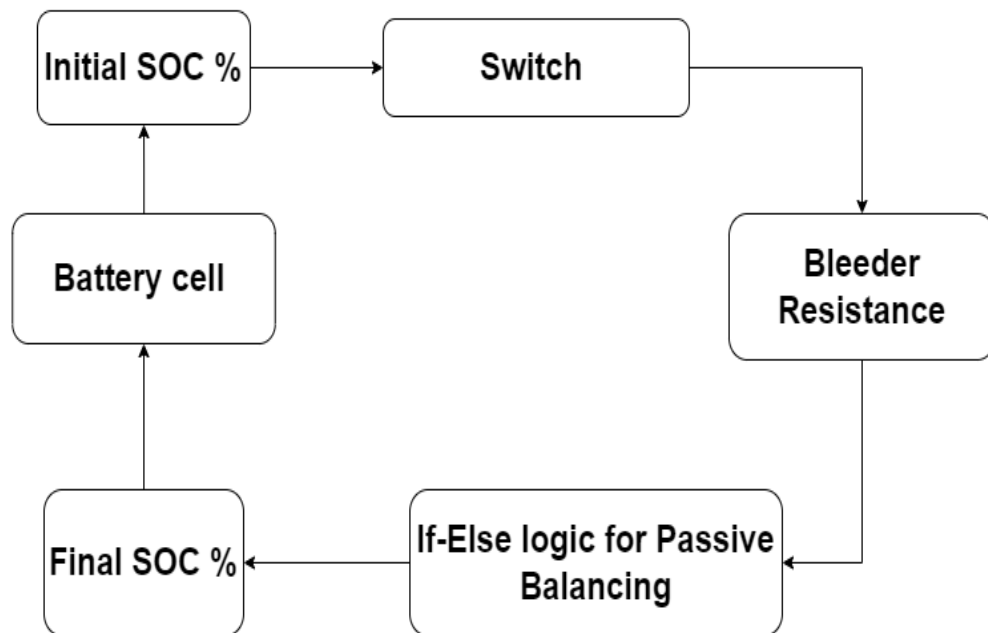 Initial SOC %
Switch
Battery cell
Bleeder
Resistance
Final SOC %
If-Else logic for Passive
Balancing